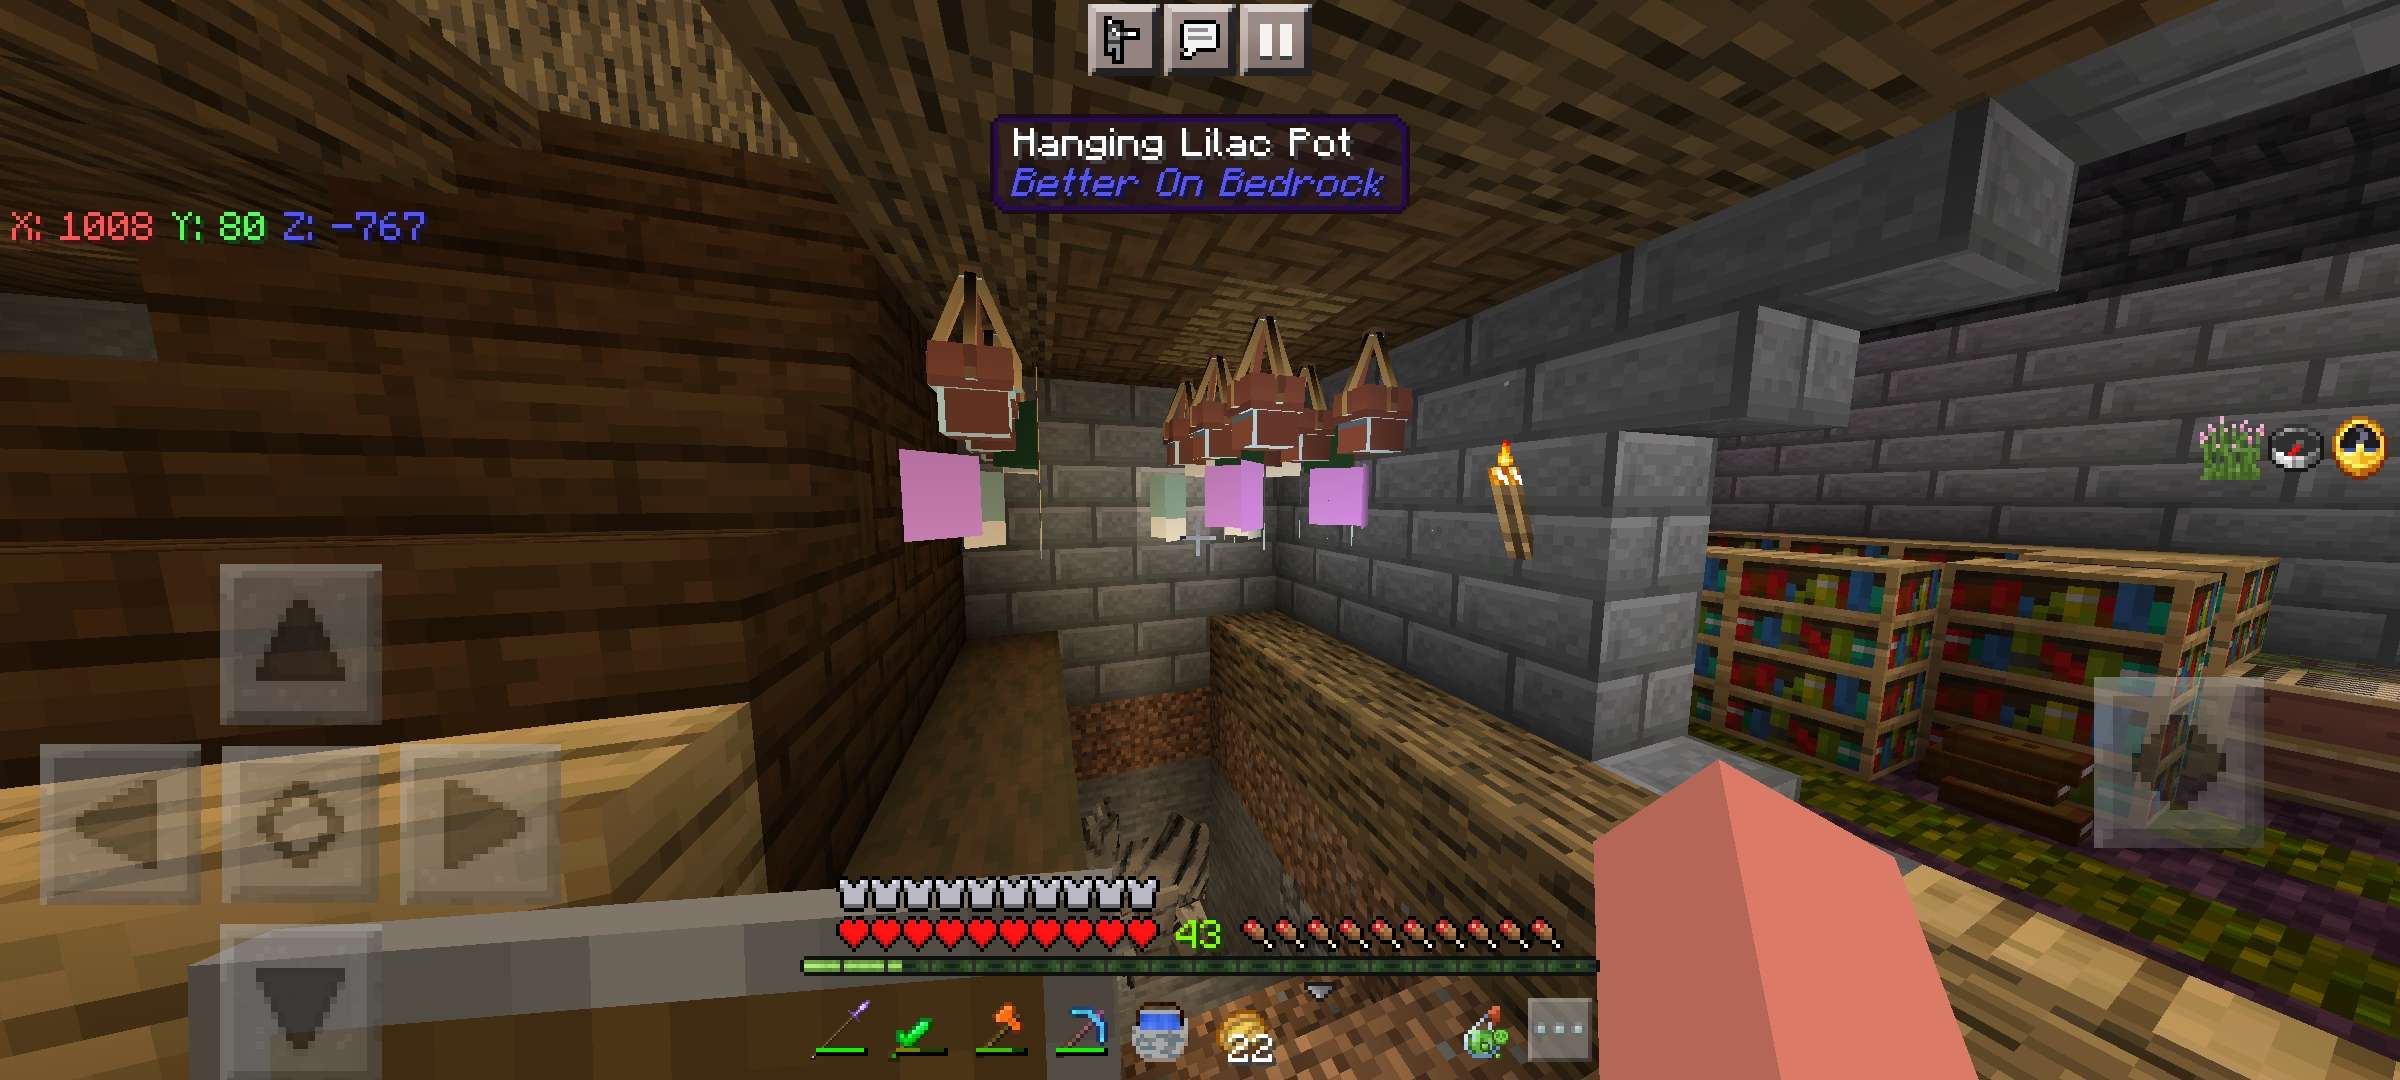 Hanging Lilac Pot
Better On Bedrock
X: 1008 Y: 80 Z: -767
43
22